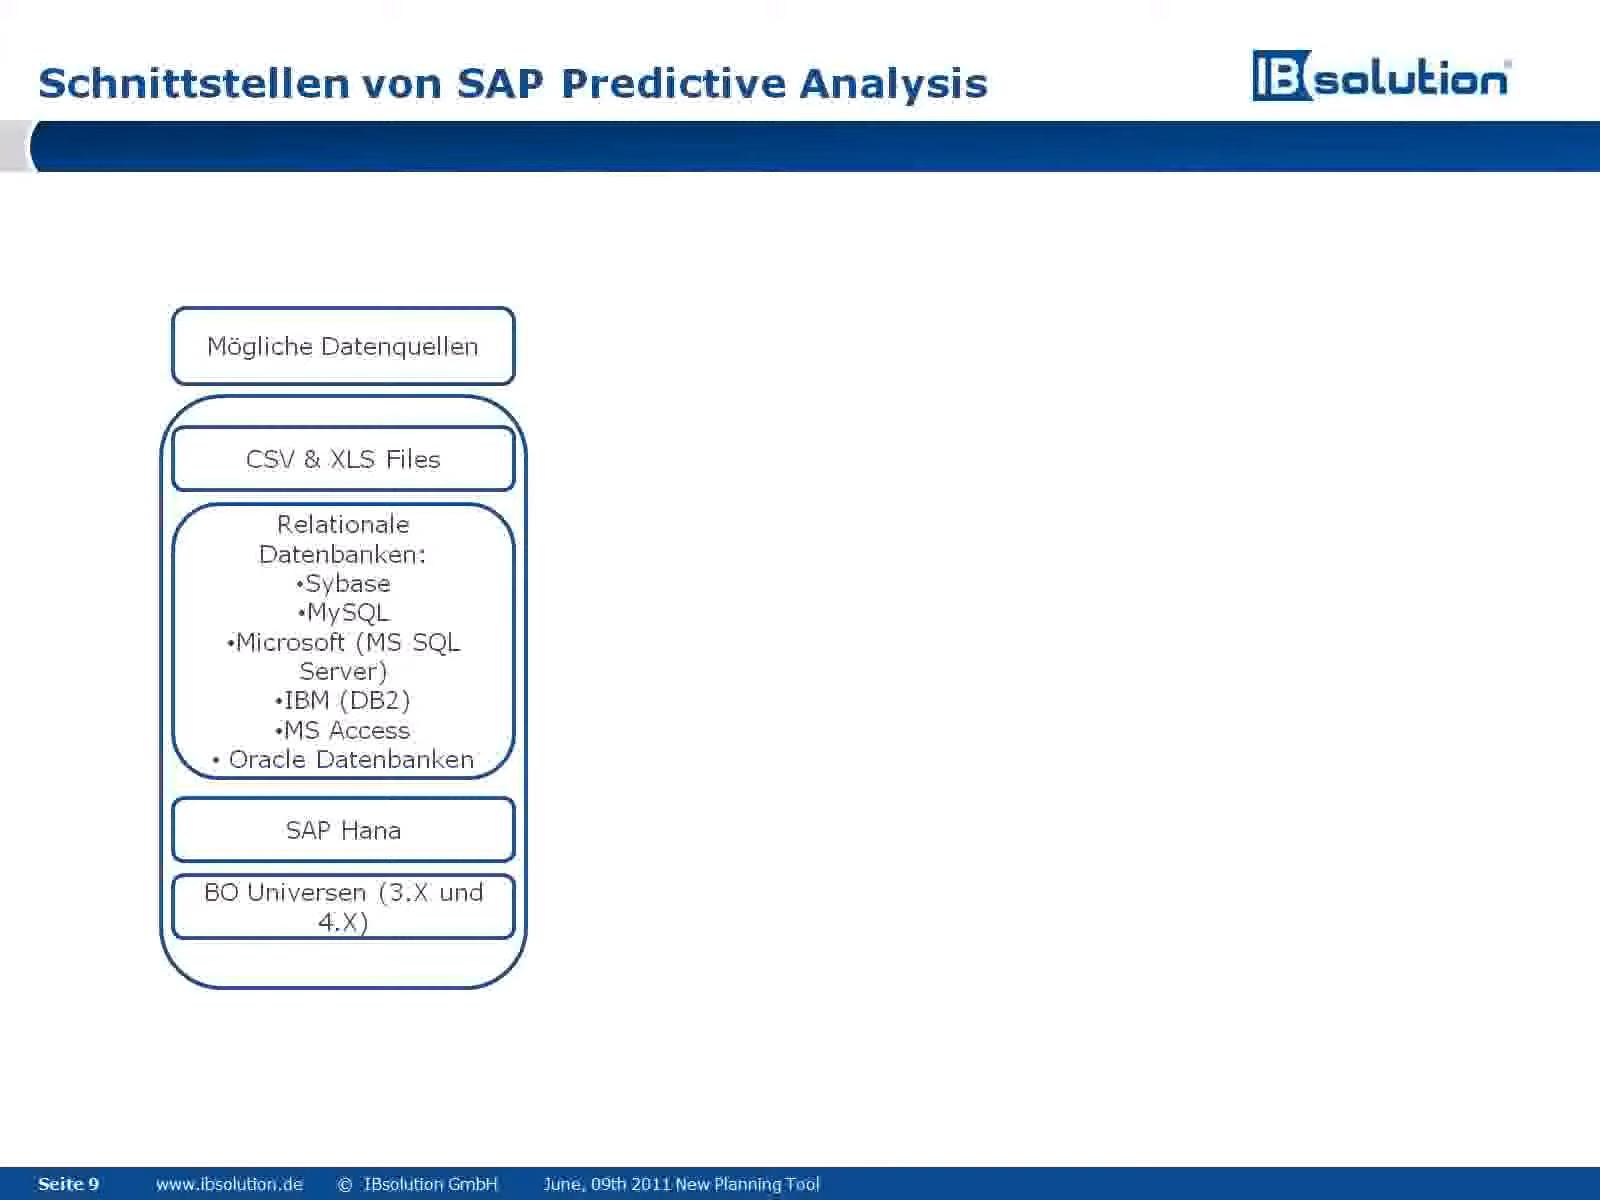 Schnittstellen von SAP Predictive Analysis
IBsolution
Mögliche Datenquellen
CSV & XLS Files
Relationale
Datenbanken:
•Sybase
•MySQL
•Microsoft (MS SQL
Server)
•IBM (DB2)
•MS Access
• Oracle Datenbanken
SAP Hana
BO Universen (3.X und
4.X)
Seite 9 www.ibsolution.de © IBsolution GmbH June, 09th 2011 New Planning Tool